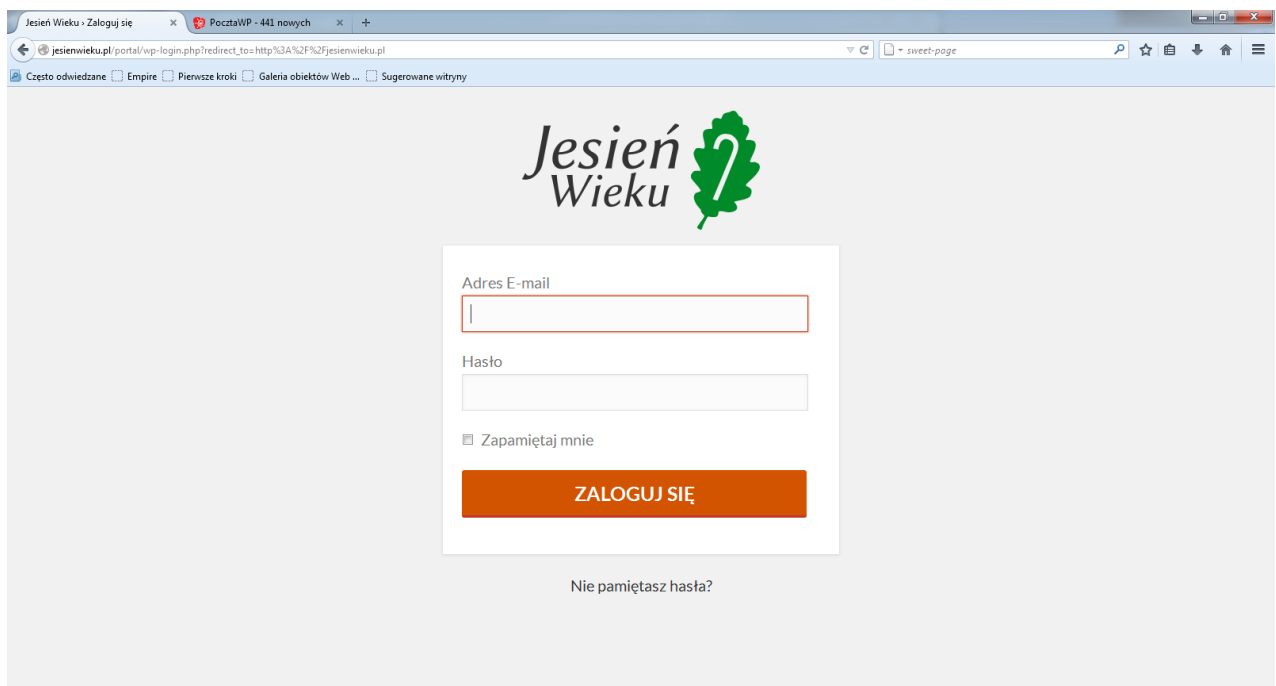 Jesień Wieku › Zaloguj się
PocztaWP - 441 nowych
jesienwieku.pl/portal/wp-login.php?redirect_to=http%3A%2F%2Fjesienwieku.pl
sweet-page
Często odwiedzane Empire Pierwsze kroki Galeria obiektów Web ... Sugerowane witryny
Jesień
Wieku
Adres E-mail
Hasło
Zapamiętaj mnie
ZALOGUJ SIĘ
Nie pamiętasz hasła?